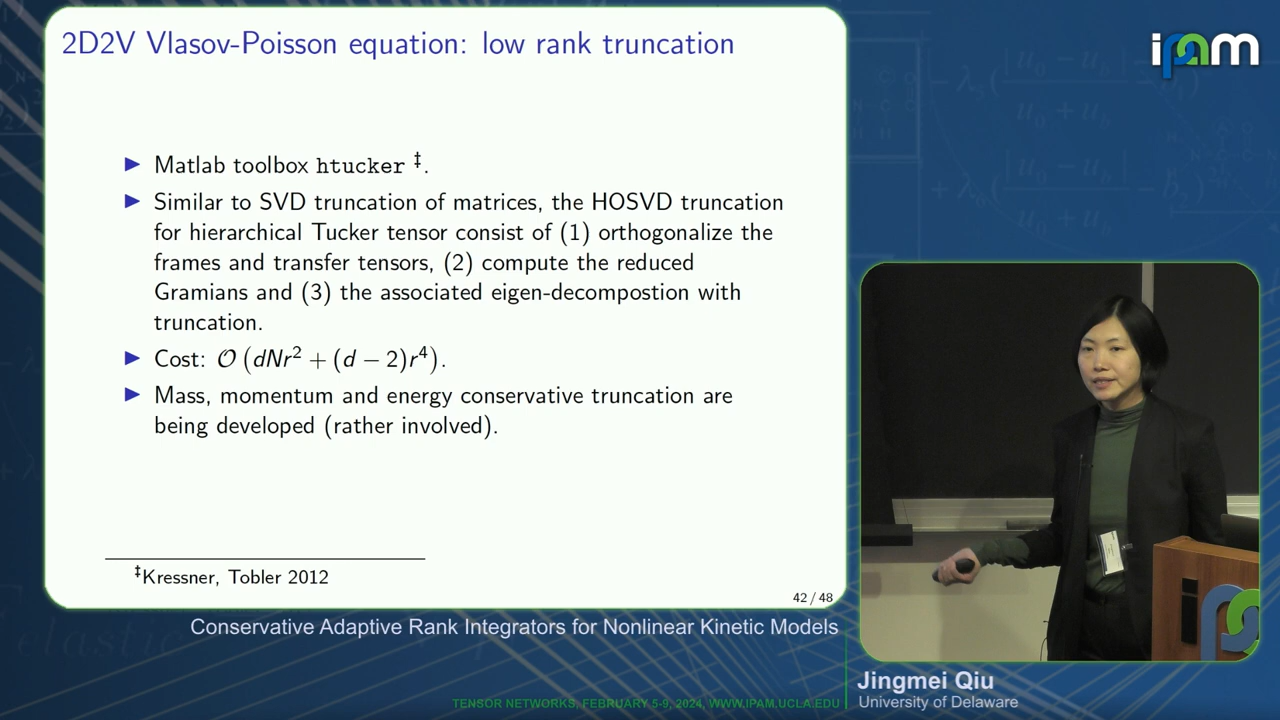 2D2V Vlasov-Poisson equation: low rank truncation
▶ Matlab toolbox htucker ‡.
▶ Similar to SVD truncation of matrices, the HOSVD truncation
for hierarchical Tucker tensor consist of (1) orthogonalize the
frames and transfer tensors, (2) compute the reduced
Gramians and (3) the associated eigen-decompostion with
truncation.
▶ Cost: 𝒪(dNr² + (d − 2)r⁴).
▶ Mass, momentum and energy conservative truncation are
being developed (rather involved).
‡Kressner, Tobler 2012
42 / 48
ipam
Conservative Adaptive Rank Integrators for Nonlinear Kinetic Models
Jingmei Qiu
University of Delaware
TENSOR NETWORKS, FEBRUARY 5-9, 2024, WWW.IPAM.UCLA.EDU